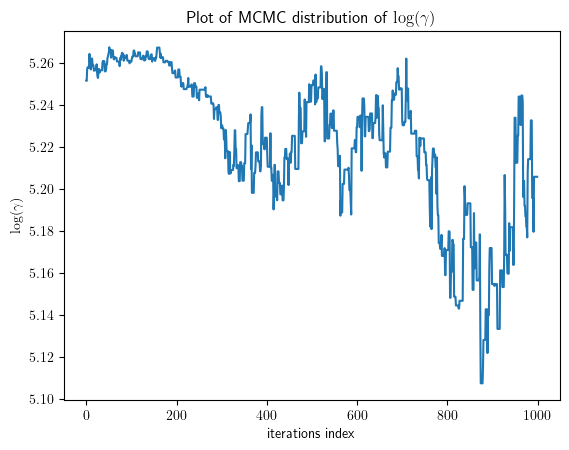 Plot of MCMC distribution of log(γ)
log(γ)
5.26
5.24
5.22
5.20
5.18
5.16
5.14
5.12
5.10
0 200 400 600 800 1000
iterations index